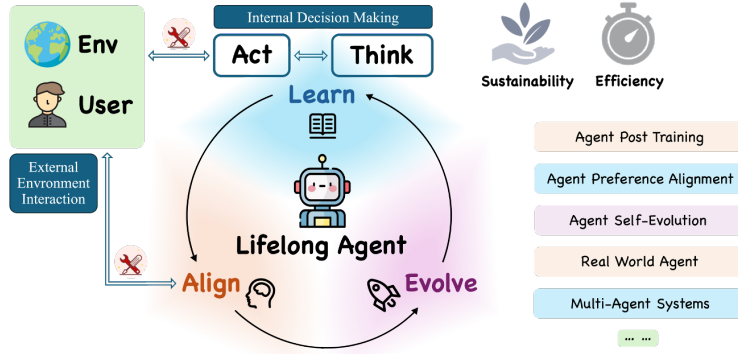 Internal Decision Making
Env
User
Act
Think
Learn
Sustainability
Efficiency
External
Envronment
Interaction
Agent Post Training
Agent Preference Alignment
Agent Self-Evolution
Real World Agent
Multi-Agent Systems
... ...
Lifelong Agent
Align
Evolve